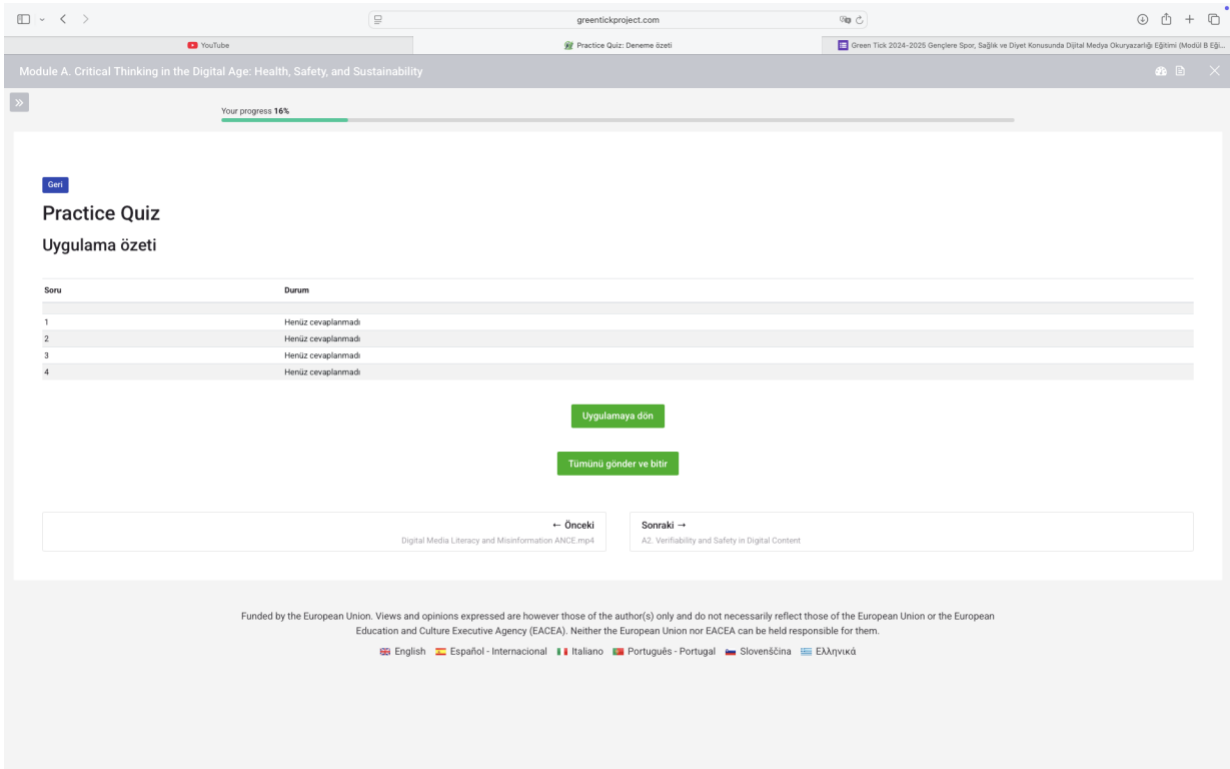 greentickproject.com
YouTube
Practice Quiz: Deneme özeti
Green Tick 2024-2025 Gençlere Spor, Sağlık ve Diyet Konusunda Dijital Medya Okuryazarlığı Eğitimi (Modül B Eği...
Module A. Critical Thinking in the Digital Age: Health, Safety, and Sustainability
Your progress 16%
Geri
Practice Quiz
Uygulama özeti
Soru Durum
1 Henüz cevaplanmadı
2 Henüz cevaplanmadı
3 Henüz cevaplanmadı
4 Henüz cevaplanmadı
Uygulamaya dön
Tümünü gönder ve bitir
← Önceki
Digital Media Literacy and Misinformation ANCE.mp4
Sonraki →
A2. Verifiability and Safety in Digital Content
Funded by the European Union. Views and opinions expressed are however those of the author(s) only and do not necessarily reflect those of the European Union or the European
Education and Culture Executive Agency (EACEA). Neither the European Union nor EACEA can be held responsible for them.
English Español - Internacional Italiano Português - Portugal Slovenščina Ελληνικά